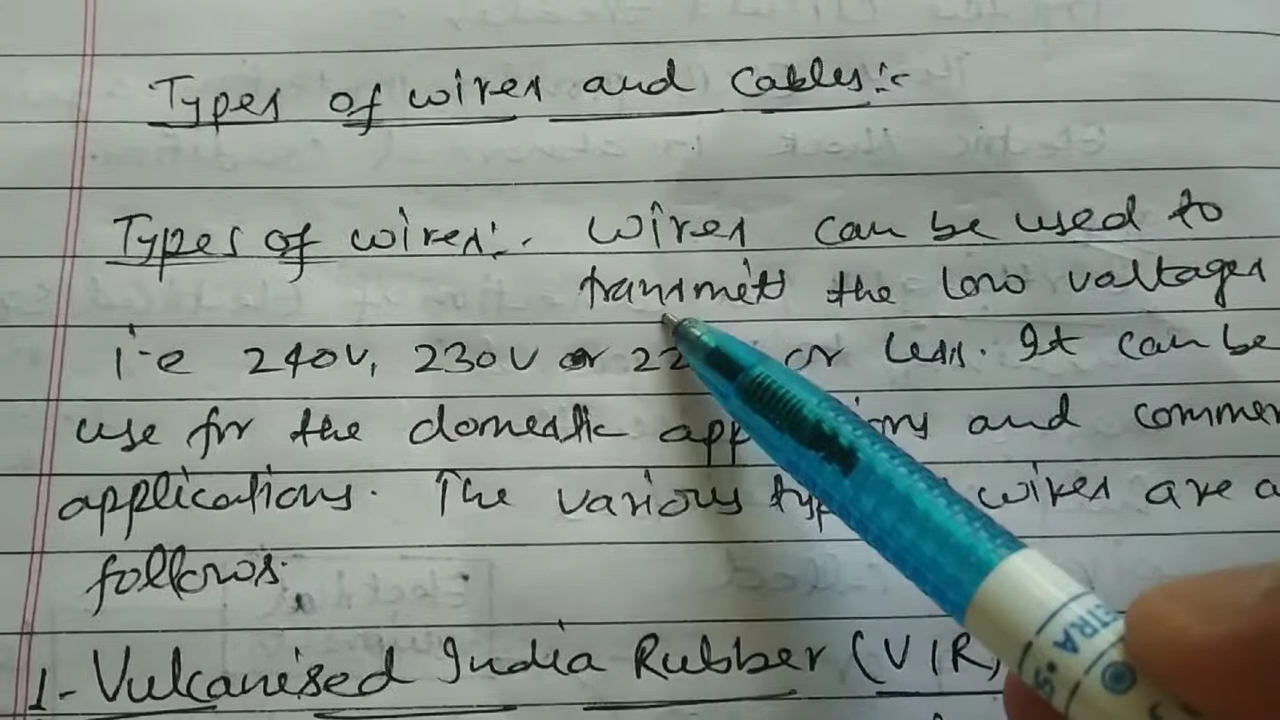 Types of wires and Cables:-
Types of wires:- Wires can be used to
transmitt the low voltages
i-e 240V, 230V or 22 or less. It can be
use for the domestic app and commer
applications. The various typ wires are a
follows.
1- Vulcanised India Rubber (VIR)